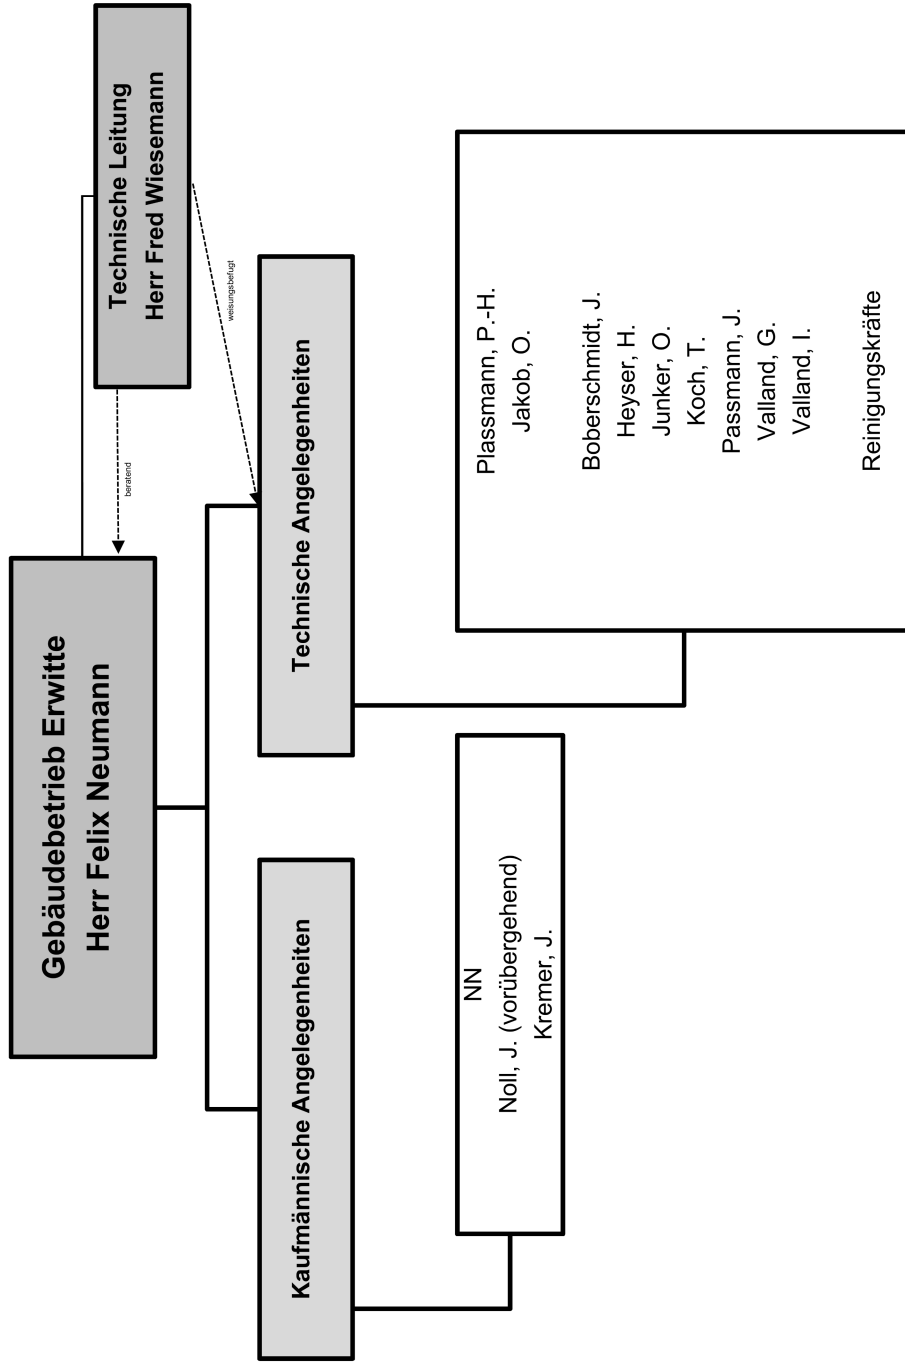 Gebäudebetrieb Erwitte
Herr Felix Neumann
beratend
Technische Leitung
Herr Fred Wiesemann
weisungsbefugt
Kaufmännische Angelegenheiten
Technische Angelegenheiten
NN
Noll, J. (vorübergehend)
Kremer, J.
Plassmann, P.-H.
Jakob, O.
Boberschmidt, J.
Heyser, H.
Junker, O.
Koch, T.
Passmann, J.
Valland, G.
Valland, I.
Reinigungskräfte